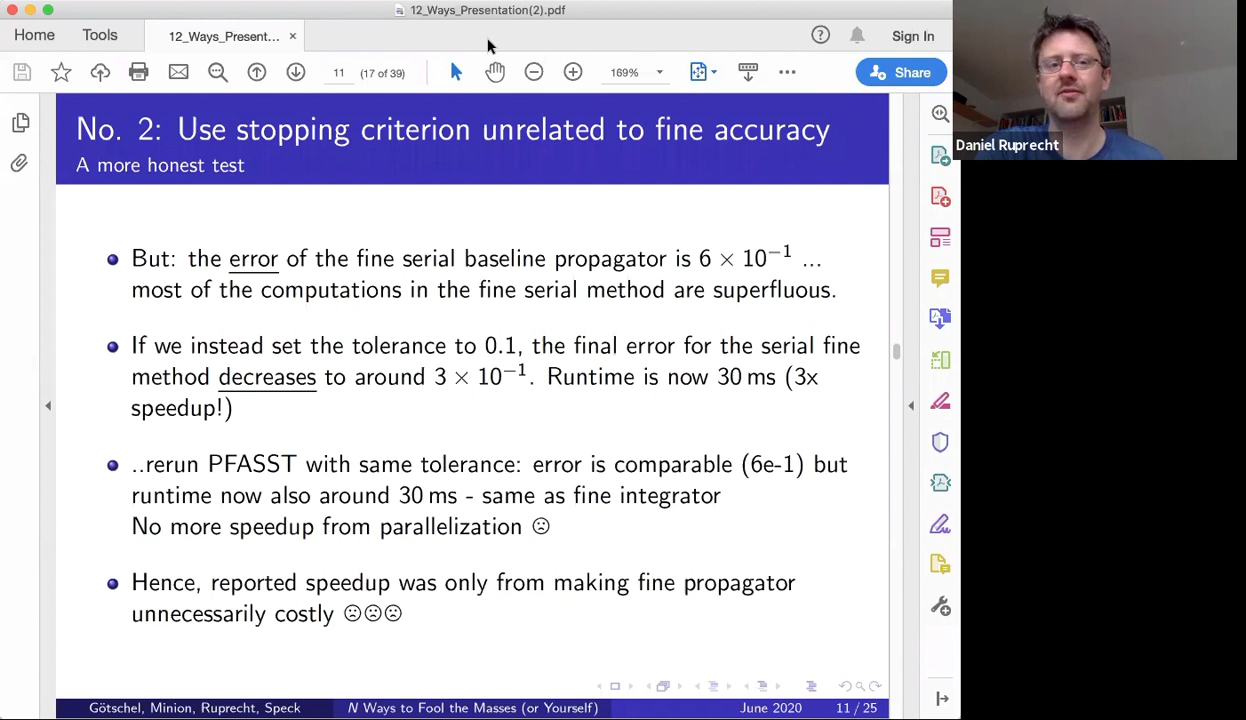 12_Ways_Presentation(2).pdf
Home
Tools
12_Ways_Present... ×
Sign In
11 (17 of 39)
169%
Share
Daniel Ruprecht
No. 2: Use stopping criterion unrelated to fine accuracy
A more honest test
But: the error of the fine serial baseline propagator is 6 × 10⁻¹ ...
most of the computations in the fine serial method are superfluous.
If we instead set the tolerance to 0.1, the final error for the serial fine
method decreases to around 3 × 10⁻¹. Runtime is now 30 ms (3x
speedup!)
..rerun PFASST with same tolerance: error is comparable (6e-1) but
runtime now also around 30 ms - same as fine integrator
No more speedup from parallelization ☹
Hence, reported speedup was only from making fine propagator
unnecessarily costly ☹☹☹
Götschel, Minion, Ruprecht, Speck
N Ways to Fool the Masses (or Yourself)
June 2020
11 / 25